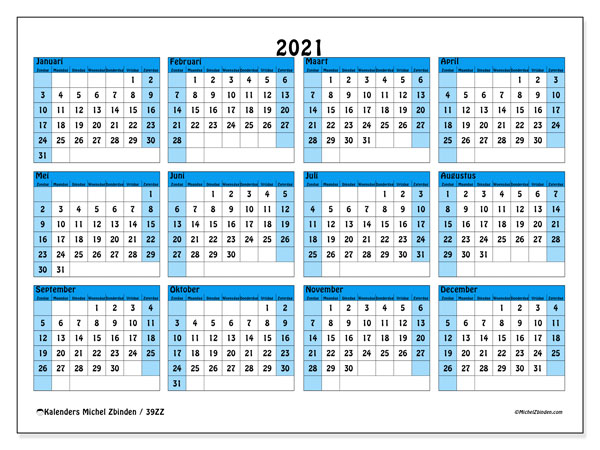 2021
Januari
Zondag Maandag Dinsdag Woensdag Donderdag Vrijdag Zaterdag
1 2
3 4 5 6 7 8 9
10 11 12 13 14 15 16
17 18 19 20 21 22 23
24 25 26 27 28 29 30
31
Februari
Zondag Maandag Dinsdag Woensdag Donderdag Vrijdag Zaterdag
1 2 3 4 5 6
7 8 9 10 11 12 13
14 15 16 17 18 19 20
21 22 23 24 25 26 27
28
Maart
Zondag Maandag Dinsdag Woensdag Donderdag Vrijdag Zaterdag
1 2 3 4 5 6
7 8 9 10 11 12 13
14 15 16 17 18 19 20
21 22 23 24 25 26 27
28 29 30 31
April
Zondag Maandag Dinsdag Woensdag Donderdag Vrijdag Zaterdag
1 2 3
4 5 6 7 8 9 10
11 12 13 14 15 16 17
18 19 20 21 22 23 24
25 26 27 28 29 30
Mei
Zondag Maandag Dinsdag Woensdag Donderdag Vrijdag Zaterdag
1
2 3 4 5 6 7 8
9 10 11 12 13 14 15
16 17 18 19 20 21 22
23 24 25 26 27 28 29
30 31
Juni
Zondag Maandag Dinsdag Woensdag Donderdag Vrijdag Zaterdag
1 2 3 4 5
6 7 8 9 10 11 12
13 14 15 16 17 18 19
20 21 22 23 24 25 26
27 28 29 30
Juli
Zondag Maandag Dinsdag Woensdag Donderdag Vrijdag Zaterdag
1 2 3
4 5 6 7 8 9 10
11 12 13 14 15 16 17
18 19 20 21 22 23 24
25 26 27 28 29 30 31
Augustus
Zondag Maandag Dinsdag Woensdag Donderdag Vrijdag Zaterdag
1 2 3 4 5 6 7
8 9 10 11 12 13 14
15 16 17 18 19 20 21
22 23 24 25 26 27 28
29 30 31
September
Zondag Maandag Dinsdag Woensdag Donderdag Vrijdag Zaterdag
1 2 3 4
5 6 7 8 9 10 11
12 13 14 15 16 17 18
19 20 21 22 23 24 25
26 27 28 29 30
Oktober
Zondag Maandag Dinsdag Woensdag Donderdag Vrijdag Zaterdag
1 2
3 4 5 6 7 8 9
10 11 12 13 14 15 16
17 18 19 20 21 22 23
24 25 26 27 28 29 30
31
November
Zondag Maandag Dinsdag Woensdag Donderdag Vrijdag Zaterdag
1 2 3 4 5 6
7 8 9 10 11 12 13
14 15 16 17 18 19 20
21 22 23 24 25 26 27
28 29 30
December
Zondag Maandag Dinsdag Woensdag Donderdag Vrijdag Zaterdag
1 2 3 4
5 6 7 8 9 10 11
12 13 14 15 16 17 18
19 20 21 22 23 24 25
26 27 28 29 30 31
Kalenders Michel Zbinden / 39ZZ
©MichelZbinden.com